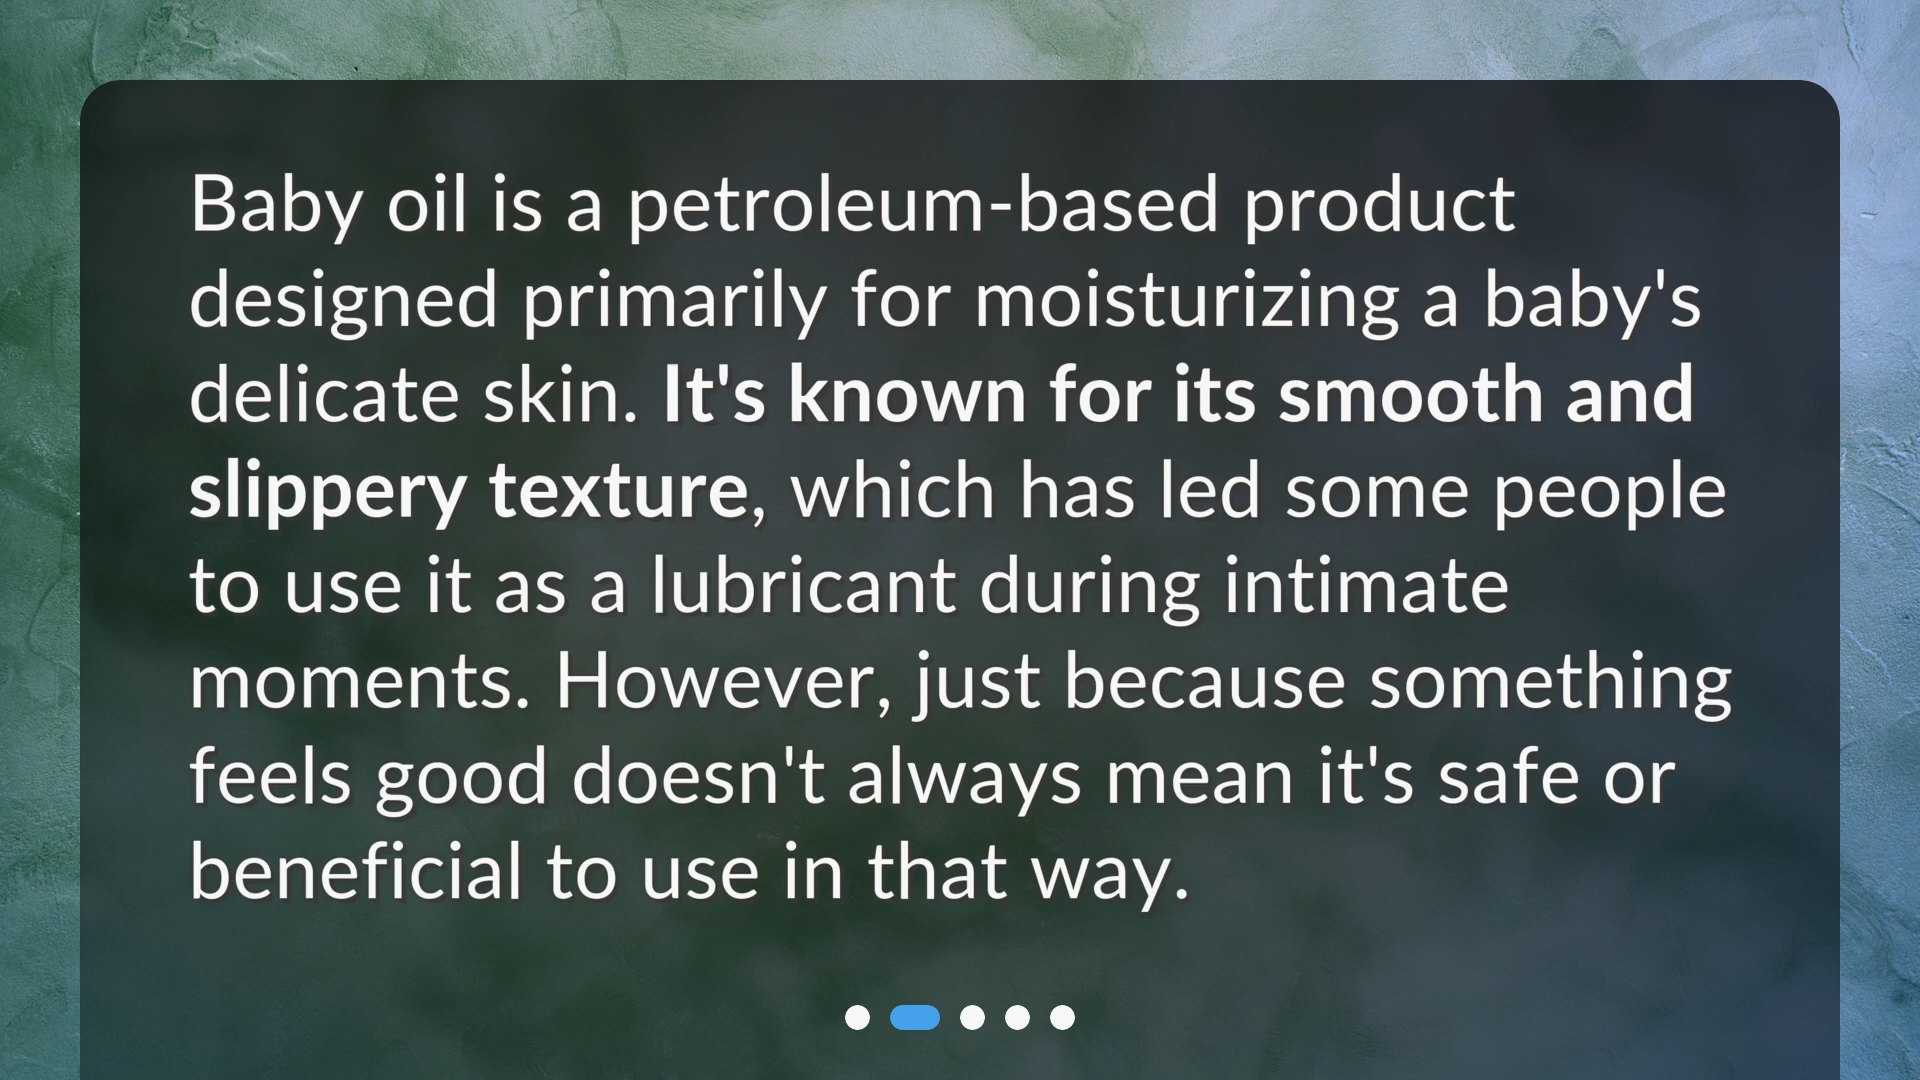 Baby oil is a petroleum-based product
designed primarily for moisturizing a baby's
delicate skin. It's known for its smooth and
slippery texture, which has led some people
to use it as a lubricant during intimate
moments. However, just because something
feels good doesn't always mean it's safe or
beneficial to use in that way.